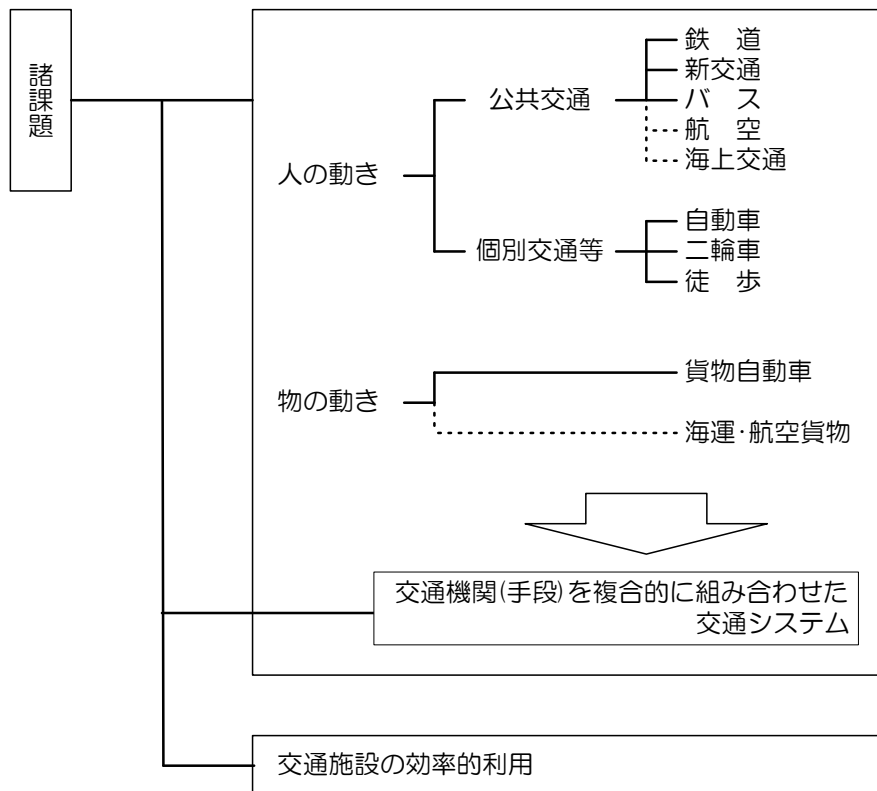 諸課題
鉄　道
公共交通
新交通
バ　ス
航　空
海上交通
人の動き
自動車
個別交通等
二輪車
徒　歩
貨物自動車
物の動き
海運・航空貨物
交通機関(手段)を複合的に組み合わせた
交通システム
交通施設の効率的利用